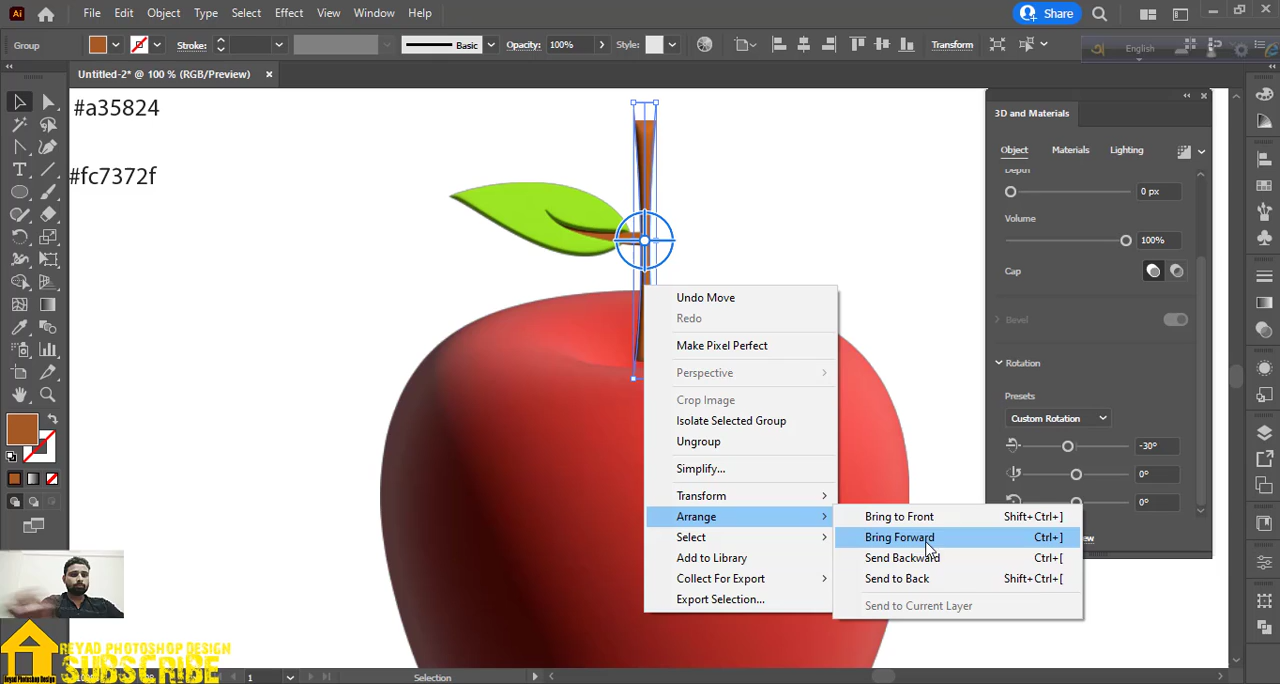 Ai File Edit Object Type Select Effect View Window Help Share
Group Stroke: Basic Opacity: 100% Style: Transform English
Untitled-2* @ 100 % (RGB/Preview)
#a35824
#fc7372f
3D and Materials
Object Materials Lighting
Depth
0 px
Volume
100%
Cap
Bevel
Rotation
Presets
Custom Rotation
-30°
0°
0°
Undo Move
Redo
Make Pixel Perfect
Perspective
Crop Image
Isolate Selected Group
Ungroup
Simplify...
Transform
Arrange
Select
Add to Library
Collect For Export
Export Selection...
Bring to Front Shift+Ctrl+]
Bring Forward Ctrl+]
Send Backward Ctrl+[
Send to Back Shift+Ctrl+[
Send to Current Layer
REYAD PHOTOSHOP DESIGN
SUBSCRIBE
Reyad Photoshop Design
1 Selection